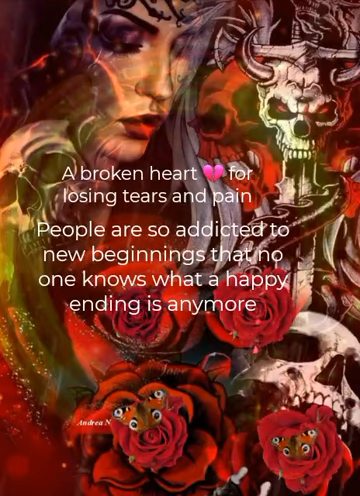 A broken heart 💔 for
losing tears and pain
People are so addicted to
new beginnings that no
one knows what a happy
ending is anymore
Andrea N